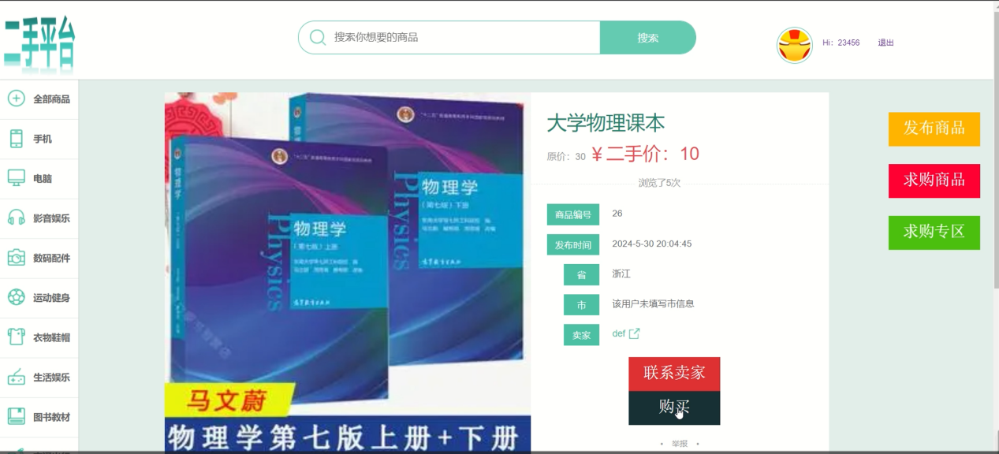 二手平台
搜索你想要的商品
搜索
Hi：23456
退出
全部商品
手机
电脑
影音娱乐
数码配件
运动健身
衣物鞋帽
生活娱乐
图书教材
物理学
（第七版）下册
Physics
高等教育出版社
物理学
（第七版）上册
Physics
高等教育出版社
马文蔚
物理学第七版上册+下册
大学物理课本
原价：30 ￥二手价：10
浏览了5次
商品编号 26
发布时间 2024-5-30 20:04:45
省 浙江
市 该用户未填写市信息
卖家 def
联系卖家
购买
• 举报 •
发布商品
求购商品
求购专区